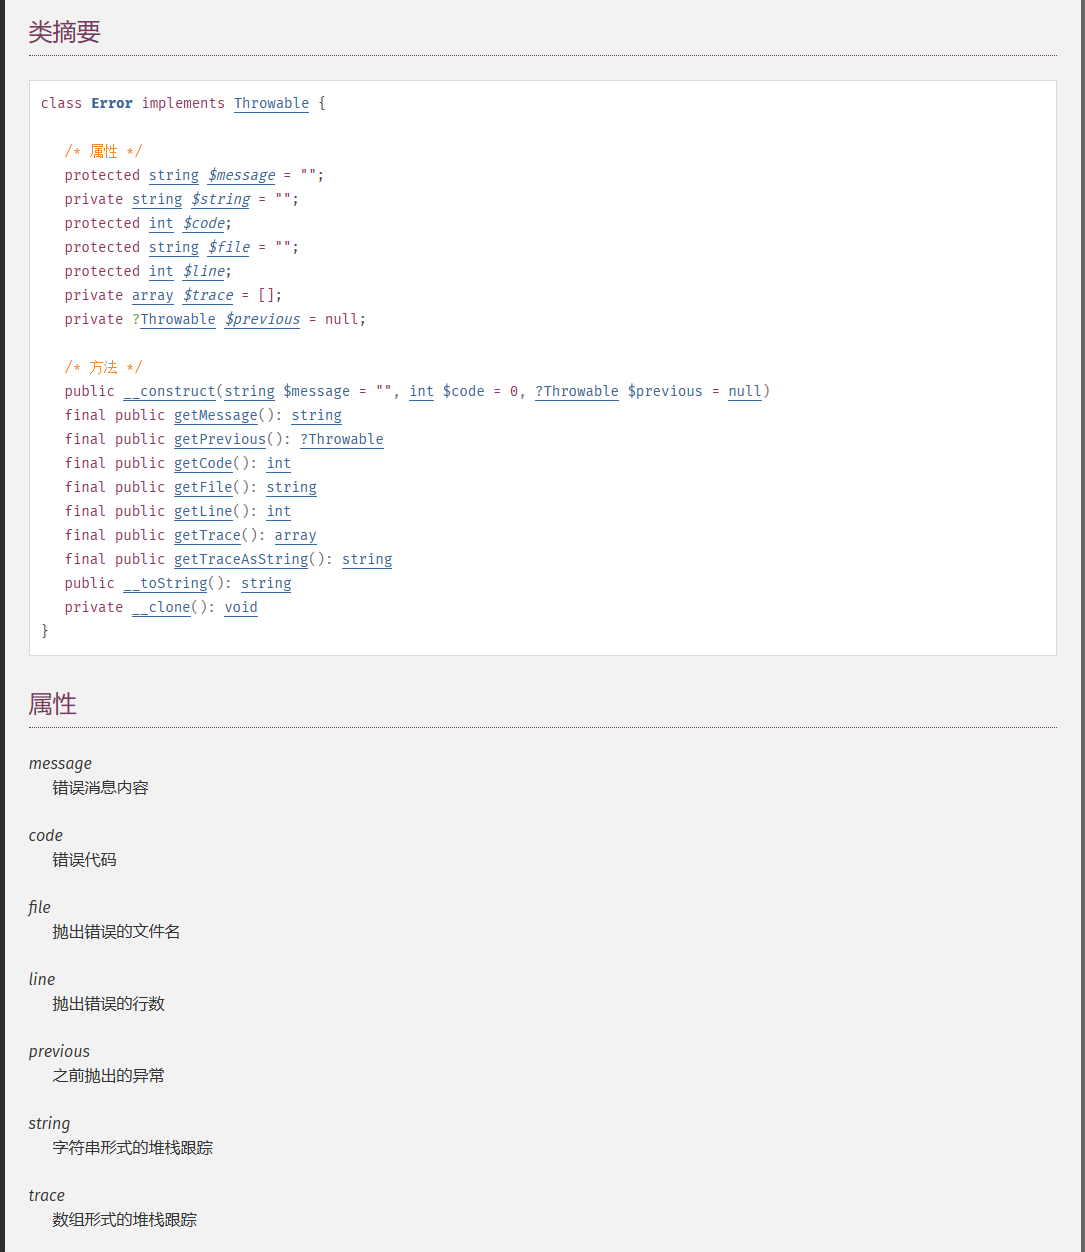 类摘要
class Error implements Throwable {
/* 属性 */
protected string $message = "";
private string $string = "";
protected int $code;
protected string $file = "";
protected int $line;
private array $trace = [];
private ?Throwable $previous = null;
/* 方法 */
public __construct(string $message = "", int $code = 0, ?Throwable $previous = null)
final public getMessage(): string
final public getPrevious(): ?Throwable
final public getCode(): int
final public getFile(): string
final public getLine(): int
final public getTrace(): array
final public getTraceAsString(): string
public __toString(): string
private __clone(): void
}
属性
message
错误消息内容
code
错误代码
file
抛出错误的文件名
line
抛出错误的行数
previous
之前抛出的异常
string
字符串形式的堆栈跟踪
trace
数组形式的堆栈跟踪